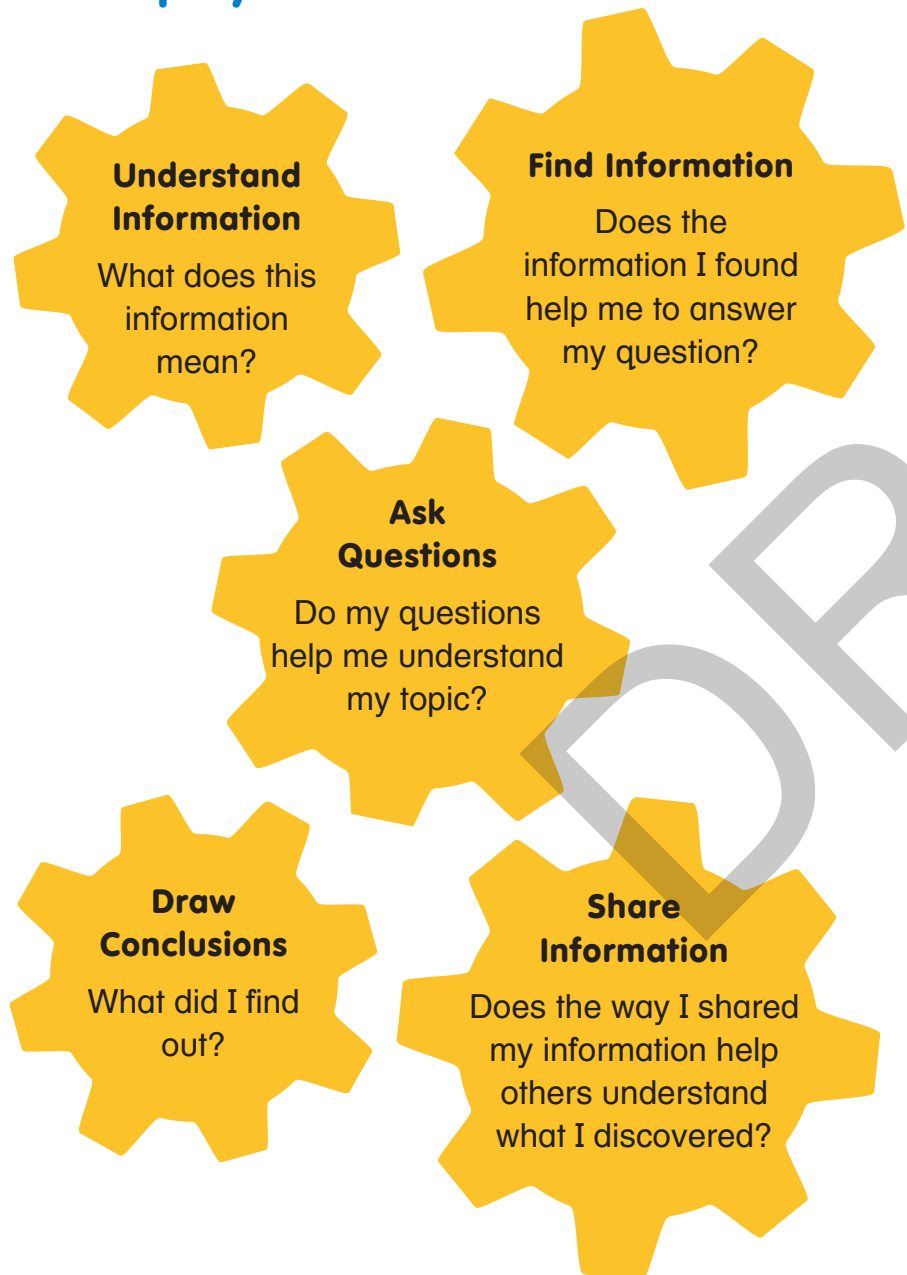 Understand
Information
What does this
information
mean?
Find Information
Does the
information I found
help me to answer
my question?
Ask
Questions
Do my questions
help me understand
my topic?
Draw
Conclusions
What did I find
out?
Share
Information
Does the way I shared
my information help
others understand
what I discovered?